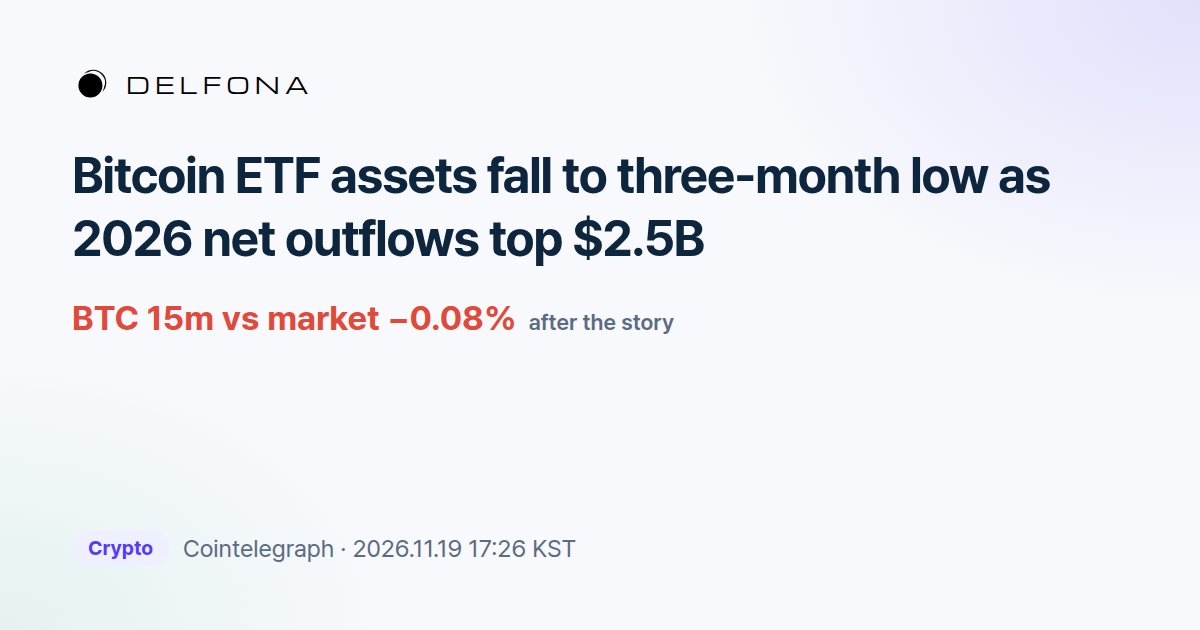 DELFONA
Bitcoin ETF assets fall to three-month low as
2026 net outflows top $2.5B
BTC 15m vs market −0.08% after the story
Crypto Cointelegraph · 2026.11.19 17:26 KST